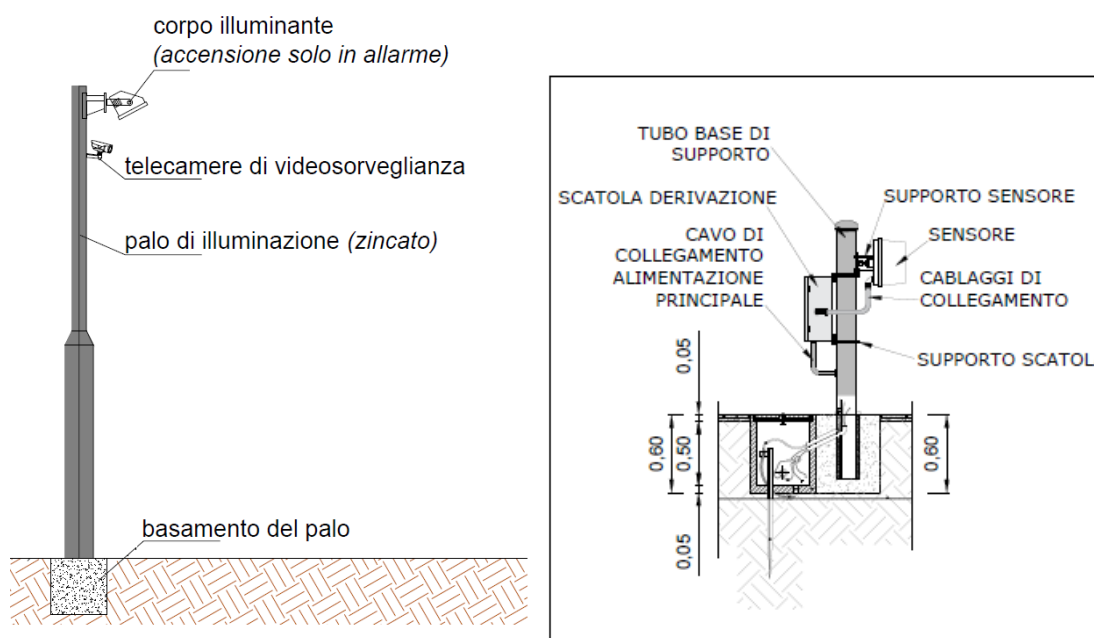 corpo illuminante
(accensione solo in allarme)
telecamere di videosorveglianza
palo di illuminazione (zincato)
basamento del palo
TUBO BASE DI
SUPPORTO
SCATOLA DERIVAZIONE
SUPPORTO SENSORE
CAVO DI
COLLEGAMENTO
ALIMENTAZIONE
PRINCIPALE
SENSORE
CABLAGGI DI
COLLEGAMENTO
SUPPORTO SCATOL
0,05
0,60
0,50
0,60
0,05